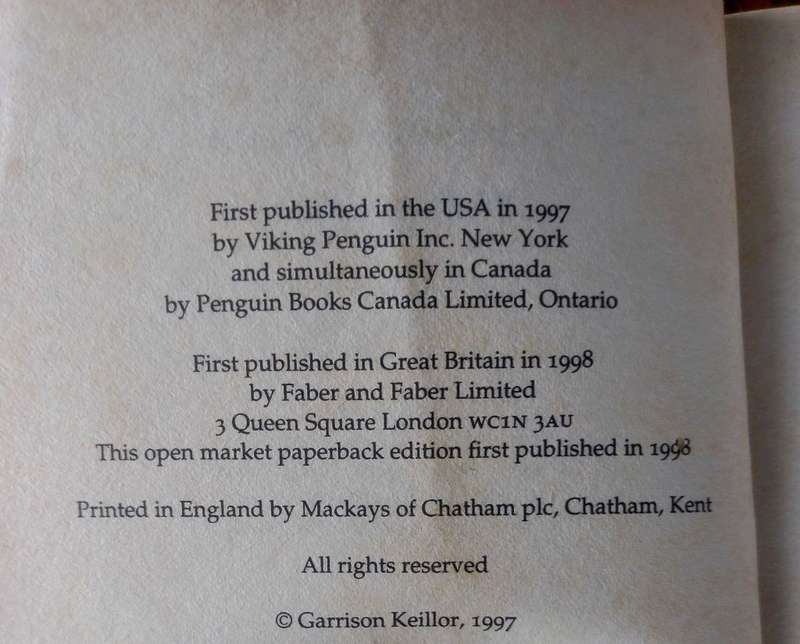 First published in the USA in 1997
by Viking Penguin Inc. New York
and simultaneously in Canada
by Penguin Books Canada Limited, Ontario
First published in Great Britain in 1998
by Faber and Faber Limited
3 Queen Square London WC1N 3AU
This open market paperback edition first published in 1998
Printed in England by Mackays of Chatham plc, Chatham, Kent
All rights reserved
© Garrison Keillor, 1997